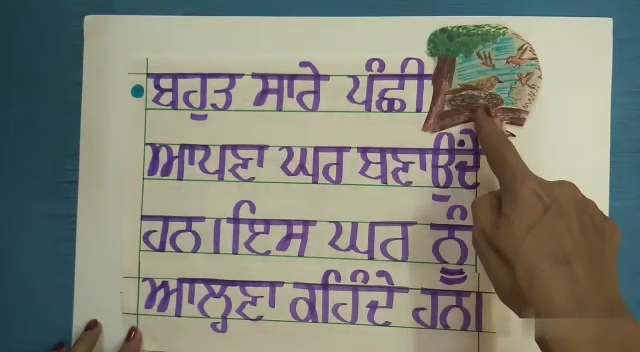 ਬਹੁਤ ਸਾਰੇ ਪੰਛੀ
ਆਪਣਾ ਘਰ ਬਣਾਉਂਦੇ
ਹਨ।ਇਸ ਘਰ ਨੂੰ
ਆਲ੍ਹਣਾ ਕਹਿੰਦੇ ਹਨ।